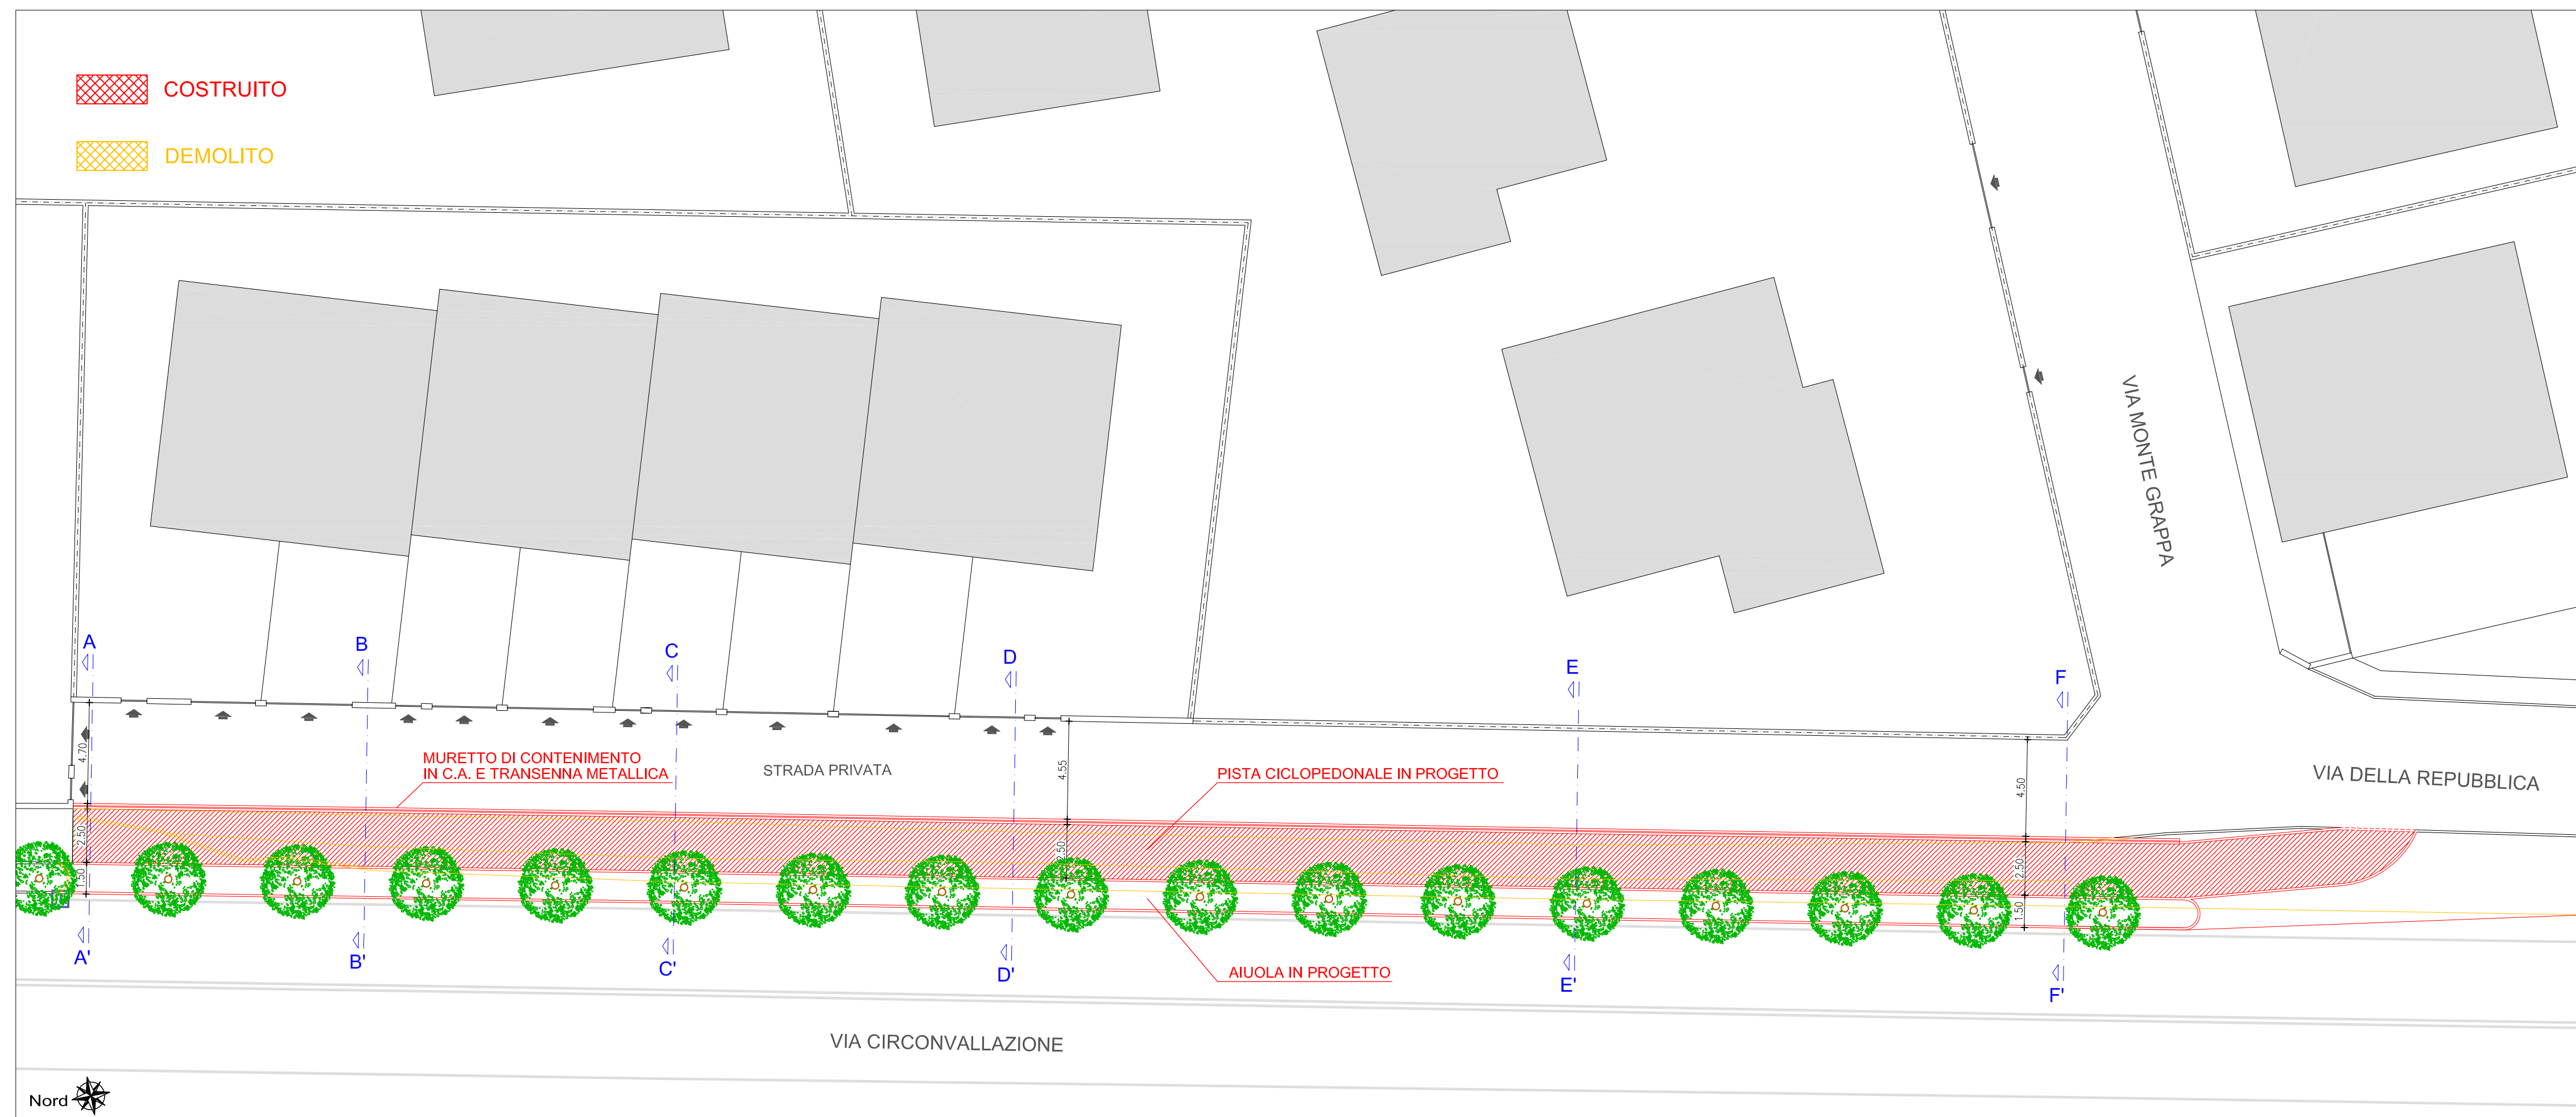 COSTRUITO
DEMOLITO
VIA MONTE GRAPPA
A
B
C
D
E
F
4.70
MURETTO DI CONTENIMENTO
IN C.A. E TRANSENNA METALLICA
STRADA PRIVATA
4.55
PISTA CICLOPEDONALE IN PROGETTO
4.50
VIA DELLA REPUBBLICA
2.50
2.50
2.50
1.50
1.50
A'
B'
C'
D'
E'
F'
AIUOLA IN PROGETTO
VIA CIRCONVALLAZIONE
Nord